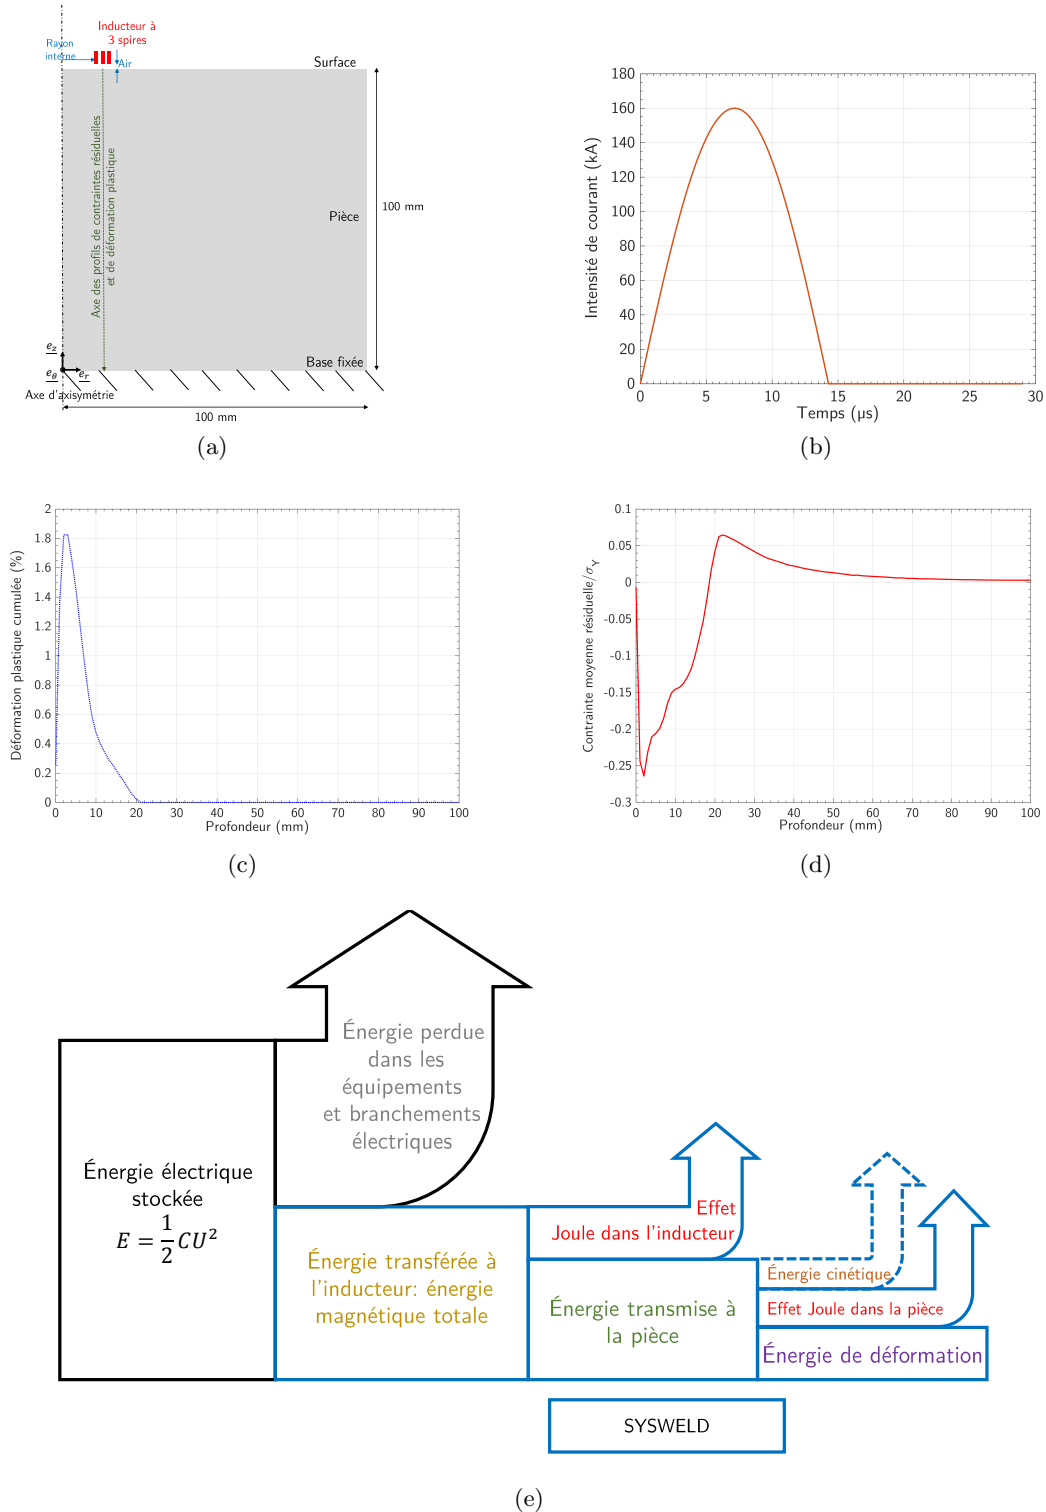 Inducteur à
3 spires
Rayon
interne
Air
Surface
Axe des profils de contraintes résiduelles
et de déformation plastique
Pièce
100 mm
Base fixée
e_z
e_θ
e_r
Axe d'axisymétrie
100 mm
(a)
Intensité de courant (kA)
180
160
140
120
100
80
60
40
20
0
0 5 10 15 20 25 30
Temps (µs)
(b)
Déformation plastique cumulée (%)
2
1.8
1.6
1.4
1.2
1
0.8
0.6
0.4
0.2
0
0 10 20 30 40 50 60 70 80 90 100
Profondeur (mm)
(c)
Contrainte moyenne résiduelle/σ_Y
0.1
0.05
0
-0.05
-0.1
-0.15
-0.2
-0.25
-0.3
0 10 20 30 40 50 60 70 80 90 100
Profondeur (mm)
(d)
Énergie électrique
stockée
E = 1/2 CU²
Énergie perdue
dans les
équipements
et branchements
électriques
Énergie transférée à
l'inducteur: énergie
magnétique totale
Effet
Joule dans l'inducteur
Énergie transmise à
la pièce
Énergie cinétique
Effet Joule dans la pièce
Énergie de déformation
SYSWELD
(e)